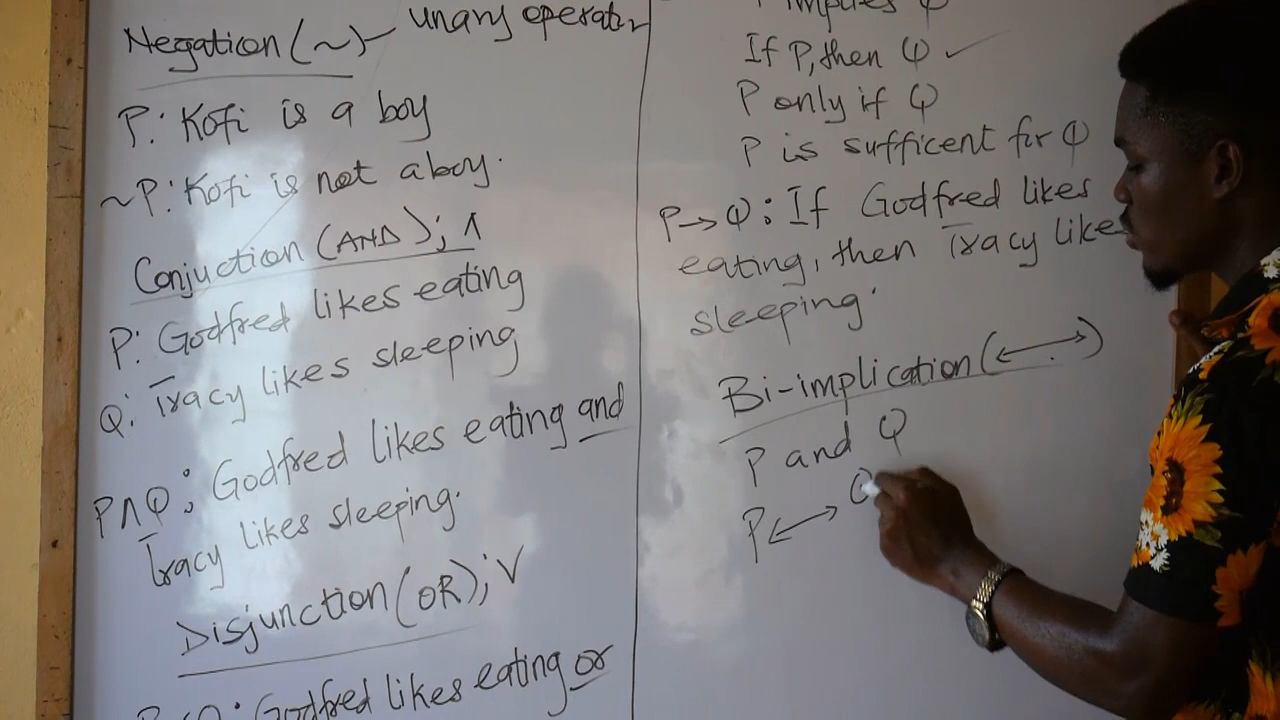 Negation (~) - unary operator
P: Kofi is a boy
~P: Kofi is not a boy.
Conjuction (AND); ∧
P: Godfred likes eating
Q: Tracy likes sleeping
P∧Q: Godfred likes eating and
Tracy likes sleeping.
Disjunction (OR); ∨
Godfred likes eating or
P implies Q
If P, then Q ✓
P only if Q
P is sufficent for Q
P→Q: If Godfred likes
eating, then Tracy likes
sleeping.
Bi-implication (↔)
P and Q
P ↔ Q